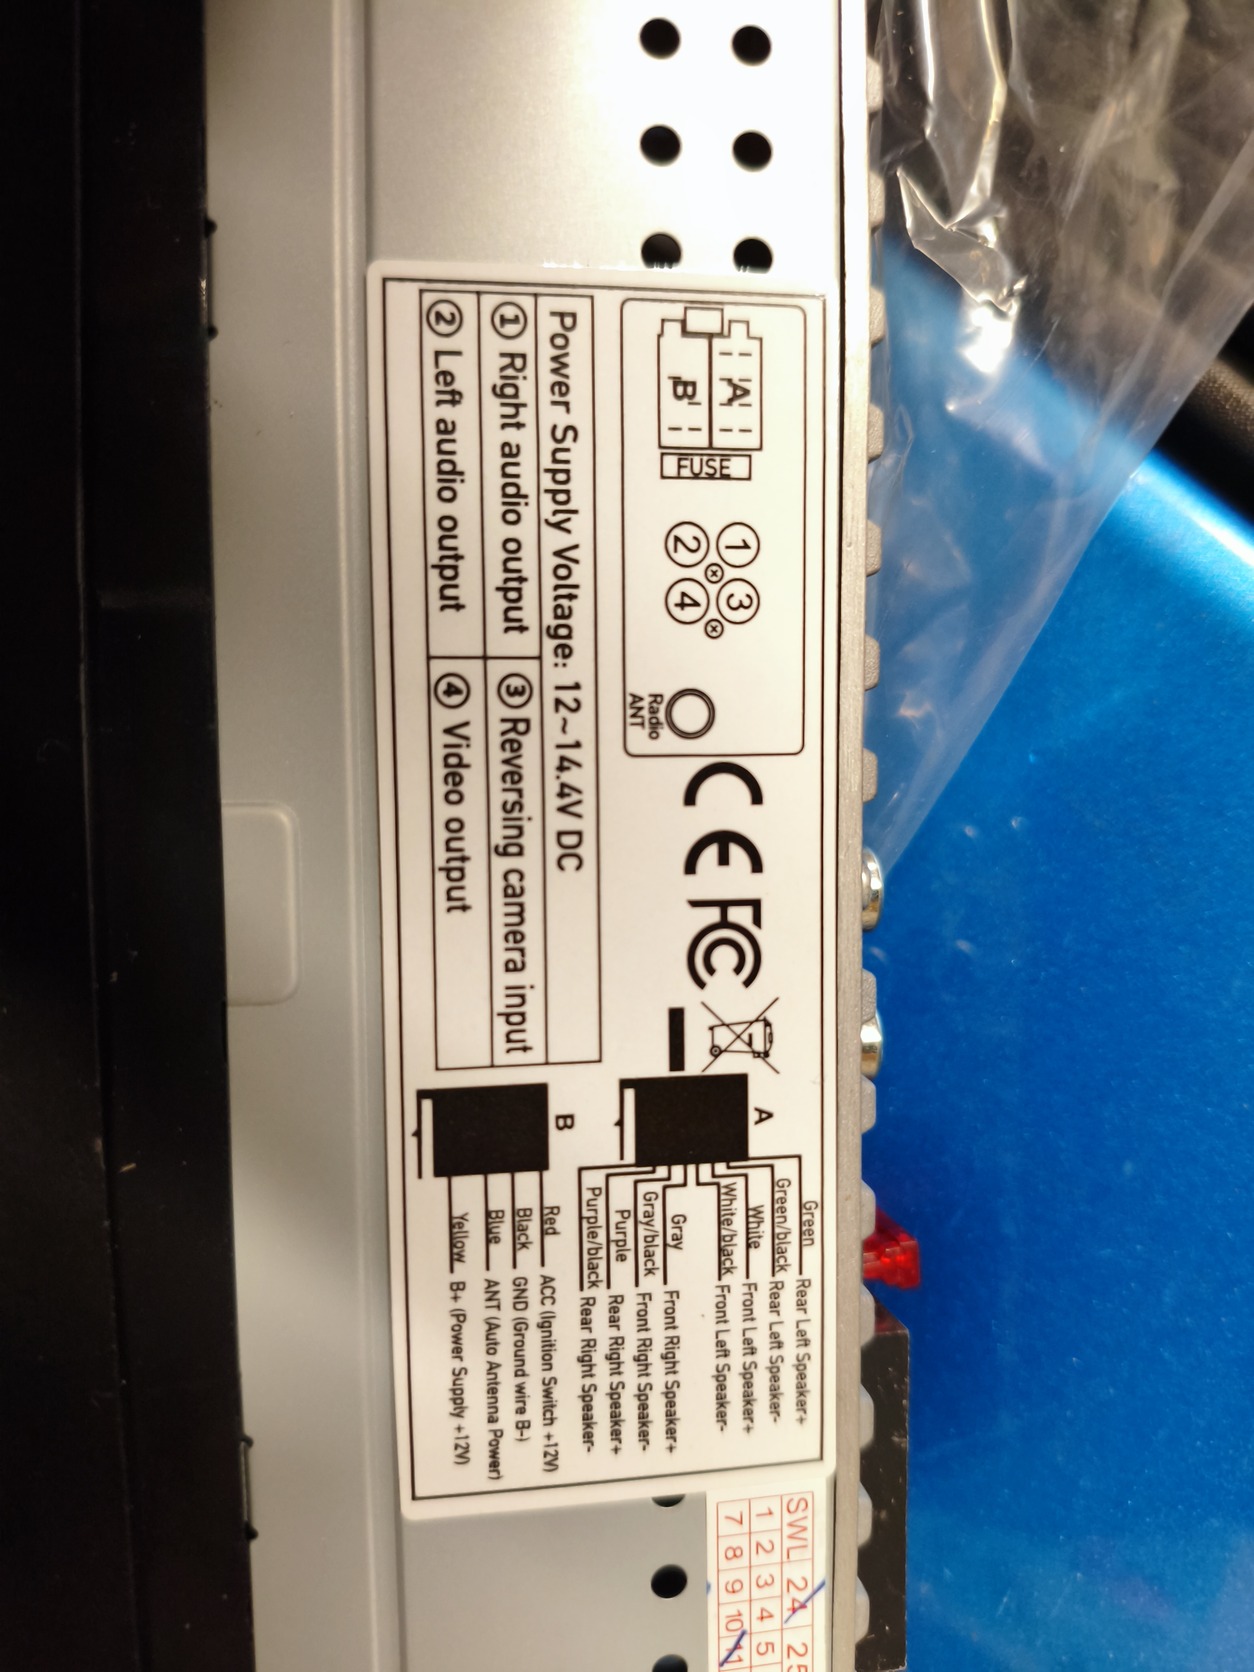 A
B
FUSE
1 3
2 4
Radio
ANT
CE FC
Power Supply Voltage: 12~14.4V DC
① Right audio output
③ Reversing camera input
② Left audio output
④ Video output
A
Green Rear Left Speaker+
Green/black Rear Left Speaker-
White Front Left Speaker+
White/black Front Left Speaker-
Gray Front Right Speaker+
Gray/black Front Right Speaker-
Purple Rear Right Speaker+
Purple/black Rear Right Speaker-
B
Red ACC (Ignition Switch +12V)
Black GND (Ground wire B-)
Blue ANT (Auto Antenna Power)
Yellow B+ (Power Supply +12V)
SWL 24 25
1 2 3 4 5
7 8 9 10 11